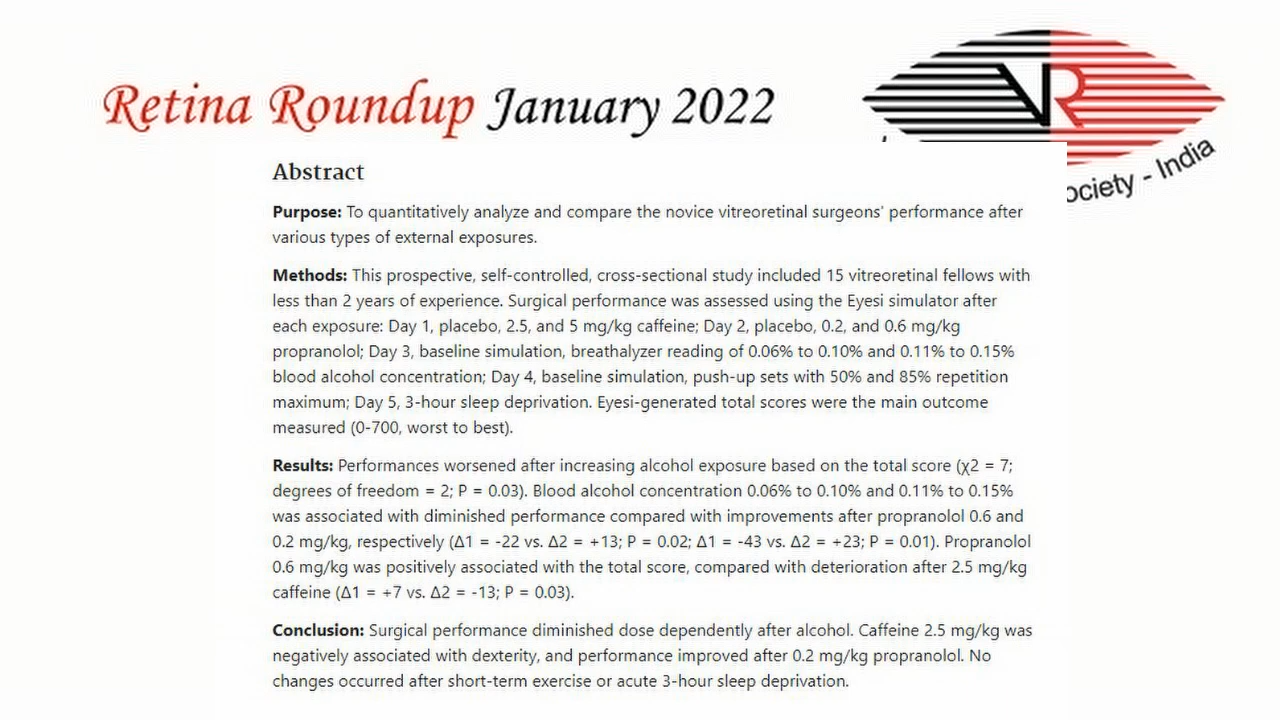 Retina Roundup January 2022
VR
ociety - India
Abstract
Purpose: To quantitatively analyze and compare the novice vitreoretinal surgeons' performance after
various types of external exposures.
Methods: This prospective, self-controlled, cross-sectional study included 15 vitreoretinal fellows with
less than 2 years of experience. Surgical performance was assessed using the Eyesi simulator after
each exposure: Day 1, placebo, 2.5, and 5 mg/kg caffeine; Day 2, placebo, 0.2, and 0.6 mg/kg
propranolol; Day 3, baseline simulation, breathalyzer reading of 0.06% to 0.10% and 0.11% to 0.15%
blood alcohol concentration; Day 4, baseline simulation, push-up sets with 50% and 85% repetition
maximum; Day 5, 3-hour sleep deprivation. Eyesi-generated total scores were the main outcome
measured (0-700, worst to best).
Results: Performances worsened after increasing alcohol exposure based on the total score (χ2 = 7;
degrees of freedom = 2; P = 0.03). Blood alcohol concentration 0.06% to 0.10% and 0.11% to 0.15%
was associated with diminished performance compared with improvements after propranolol 0.6 and
0.2 mg/kg, respectively (Δ1 = -22 vs. Δ2 = +13; P = 0.02; Δ1 = -43 vs. Δ2 = +23; P = 0.01). Propranolol
0.6 mg/kg was positively associated with the total score, compared with deterioration after 2.5 mg/kg
caffeine (Δ1 = +7 vs. Δ2 = -13; P = 0.03).
Conclusion: Surgical performance diminished dose dependently after alcohol. Caffeine 2.5 mg/kg was
negatively associated with dexterity, and performance improved after 0.2 mg/kg propranolol. No
changes occurred after short-term exercise or acute 3-hour sleep deprivation.